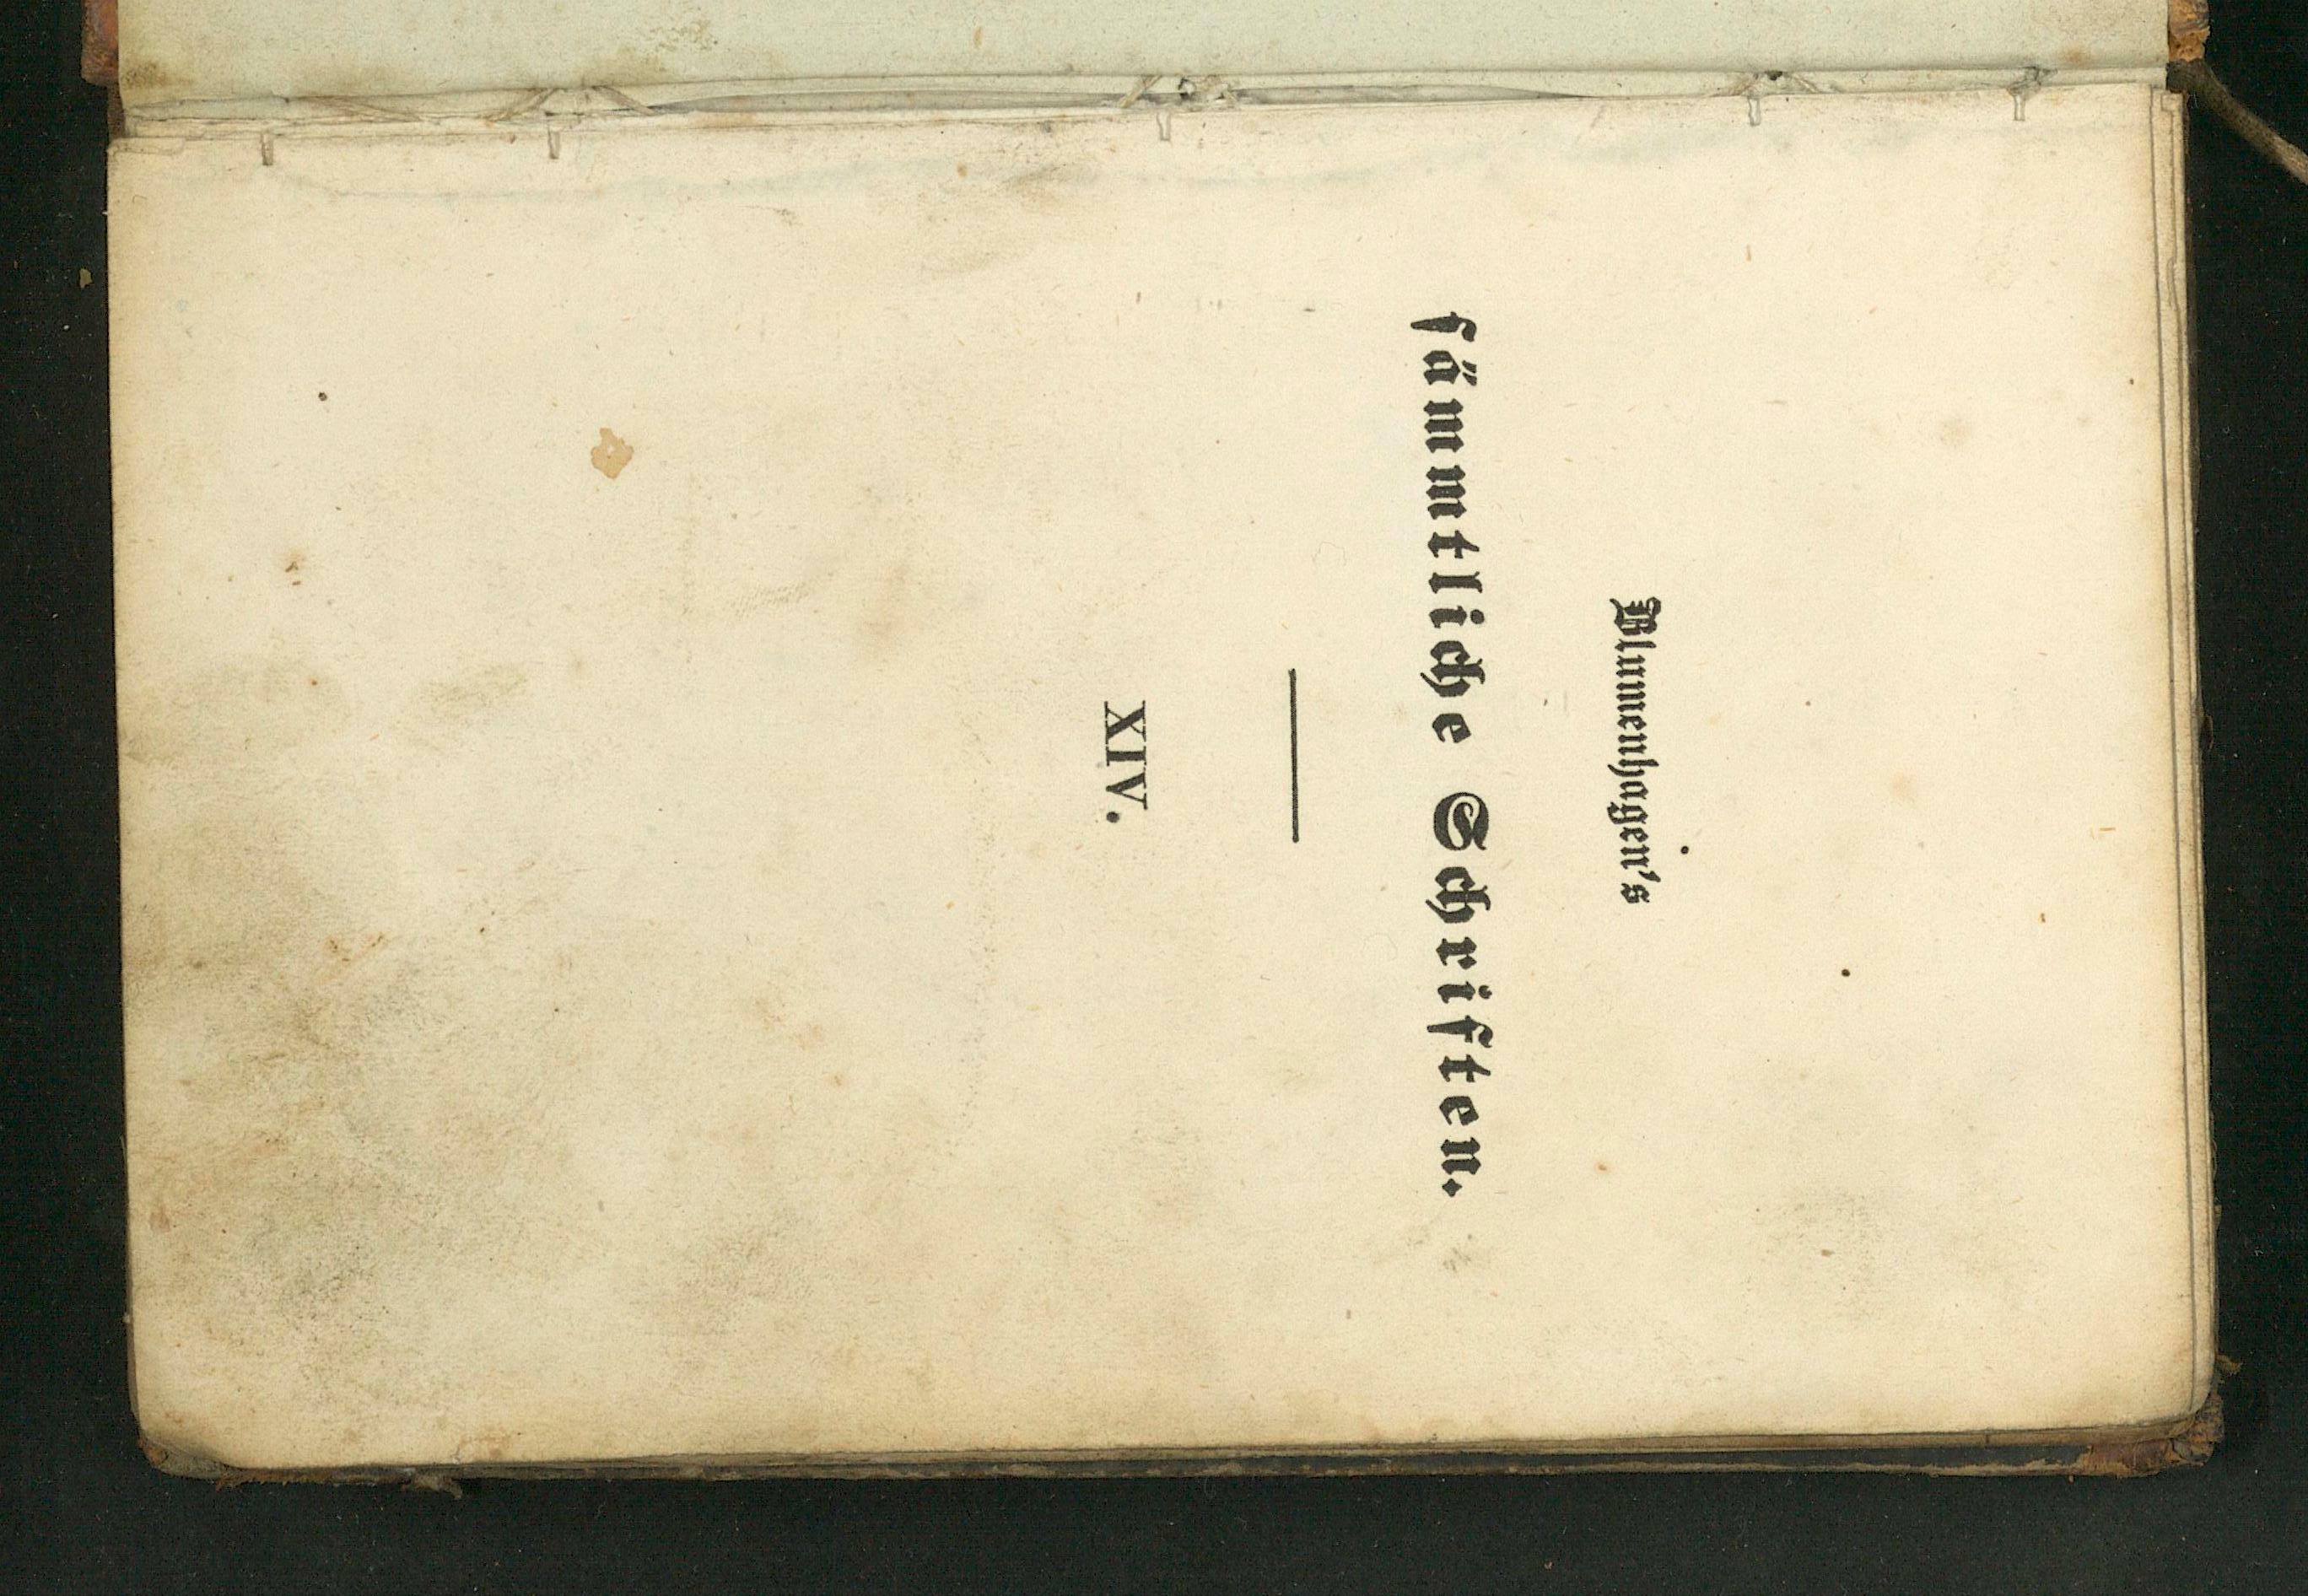 Blumenhagen's
sämmtliche Schriften.
XIV.